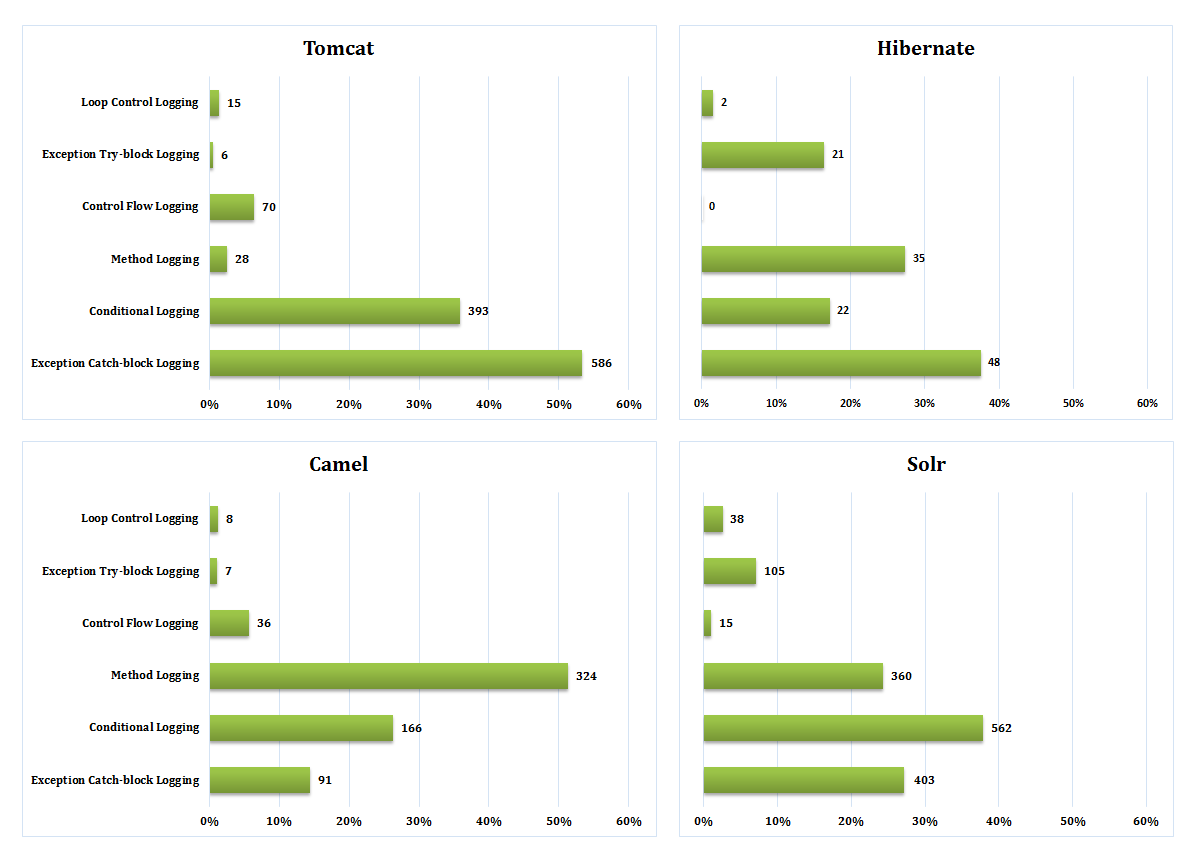 Tomcat
Loop Control Logging 15
Exception Try-block Logging 6
Control Flow Logging 70
Method Logging 28
Conditional Logging 393
Exception Catch-block Logging 586
0% 10% 20% 30% 40% 50% 60%
Hibernate
2
21
0
35
22
48
0% 10% 20% 30% 40% 50% 60%
Camel
Loop Control Logging 8
Exception Try-block Logging 7
Control Flow Logging 36
Method Logging 324
Conditional Logging 166
Exception Catch-block Logging 91
0% 10% 20% 30% 40% 50% 60%
Solr
38
105
15
360
562
403
0% 10% 20% 30% 40% 50% 60%